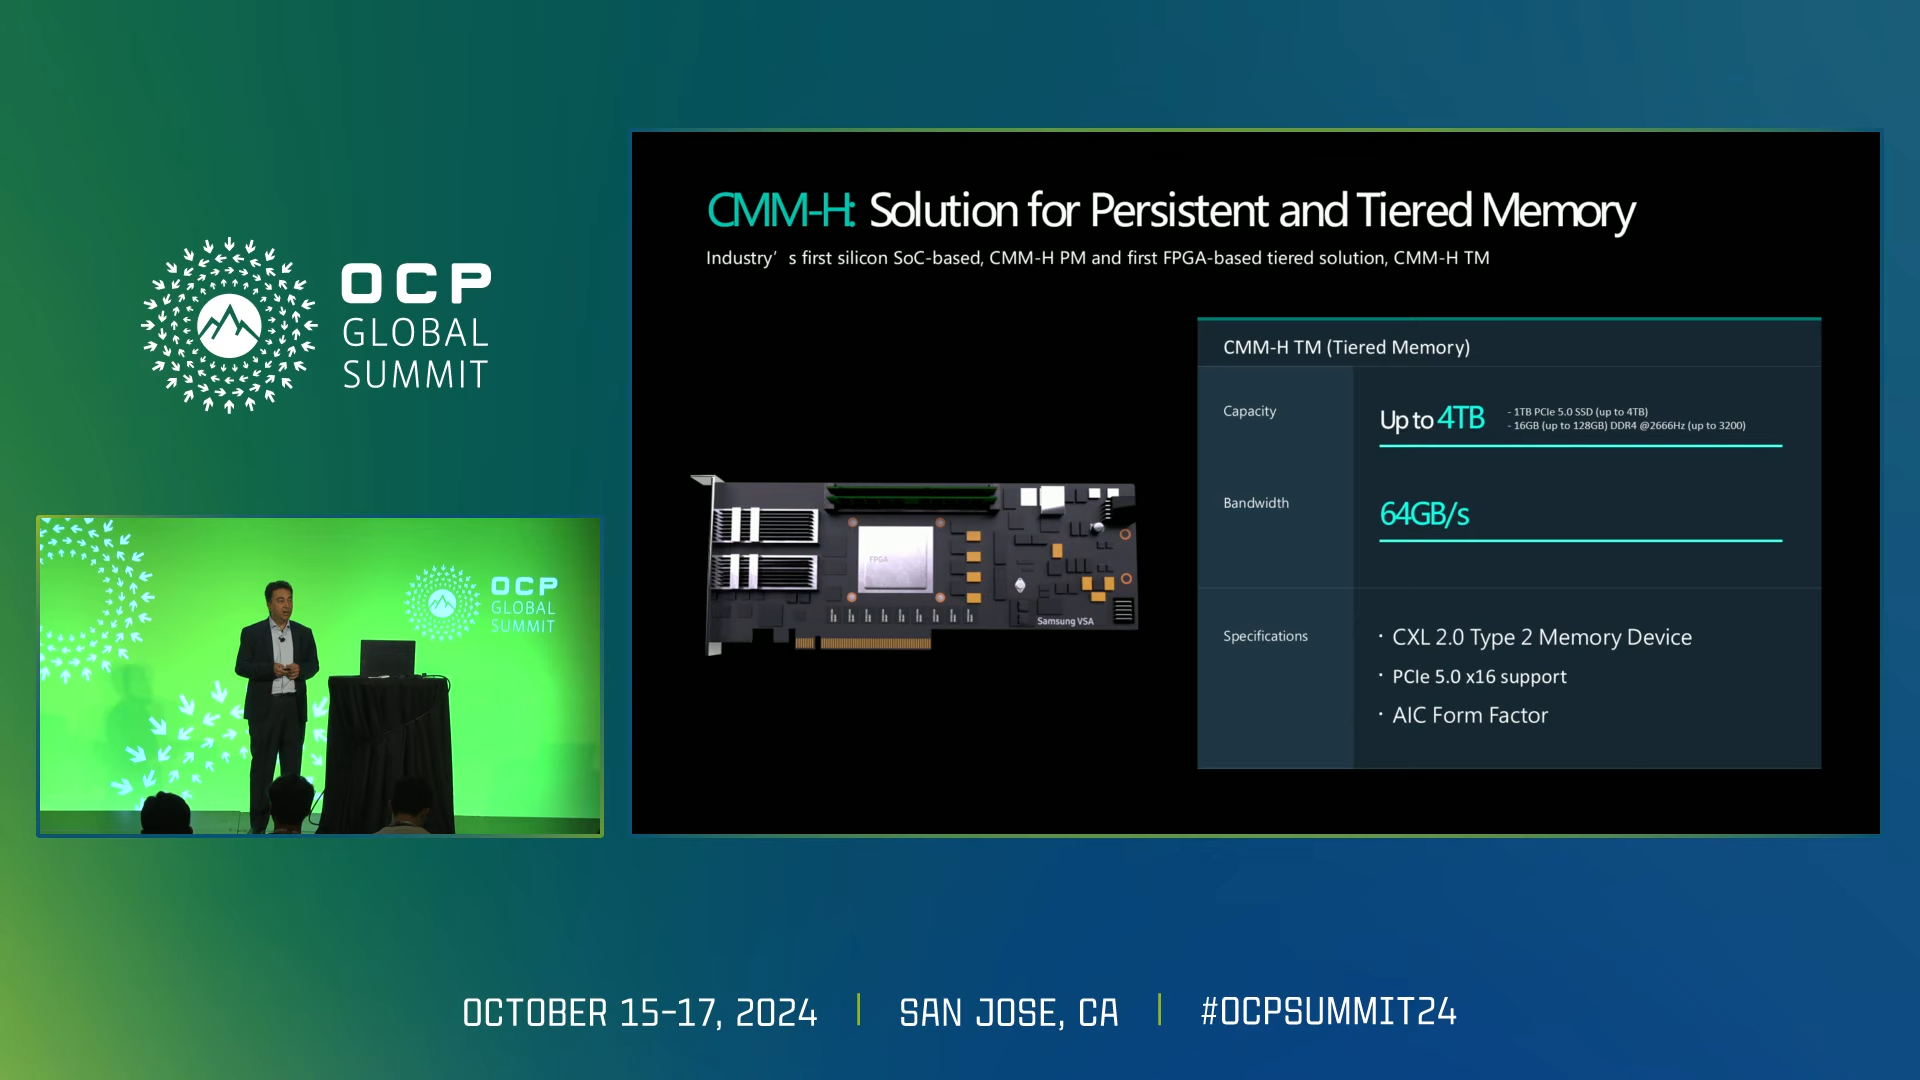 OCP
GLOBAL
SUMMIT
CMM-H: Solution for Persistent and Tiered Memory
Industry’ s first silicon SoC-based, CMM-H PM and first FPGA-based tiered solution, CMM-H TM
CMM-H TM (Tiered Memory)
Capacity
Up to 4TB
- 1TB PCIe 5.0 SSD (up to 4TB)
- 16GB (up to 128GB) DDR4 @2666Hz (up to 3200)
Bandwidth
64GB/s
Specifications
· CXL 2.0 Type 2 Memory Device
· PCIe 5.0 x16 support
· AIC Form Factor
FPGA
Samsung VSA
OCP
GLOBAL
SUMMIT
OCTOBER 15-17, 2024 | SAN JOSE, CA | #OCPSUMMIT24